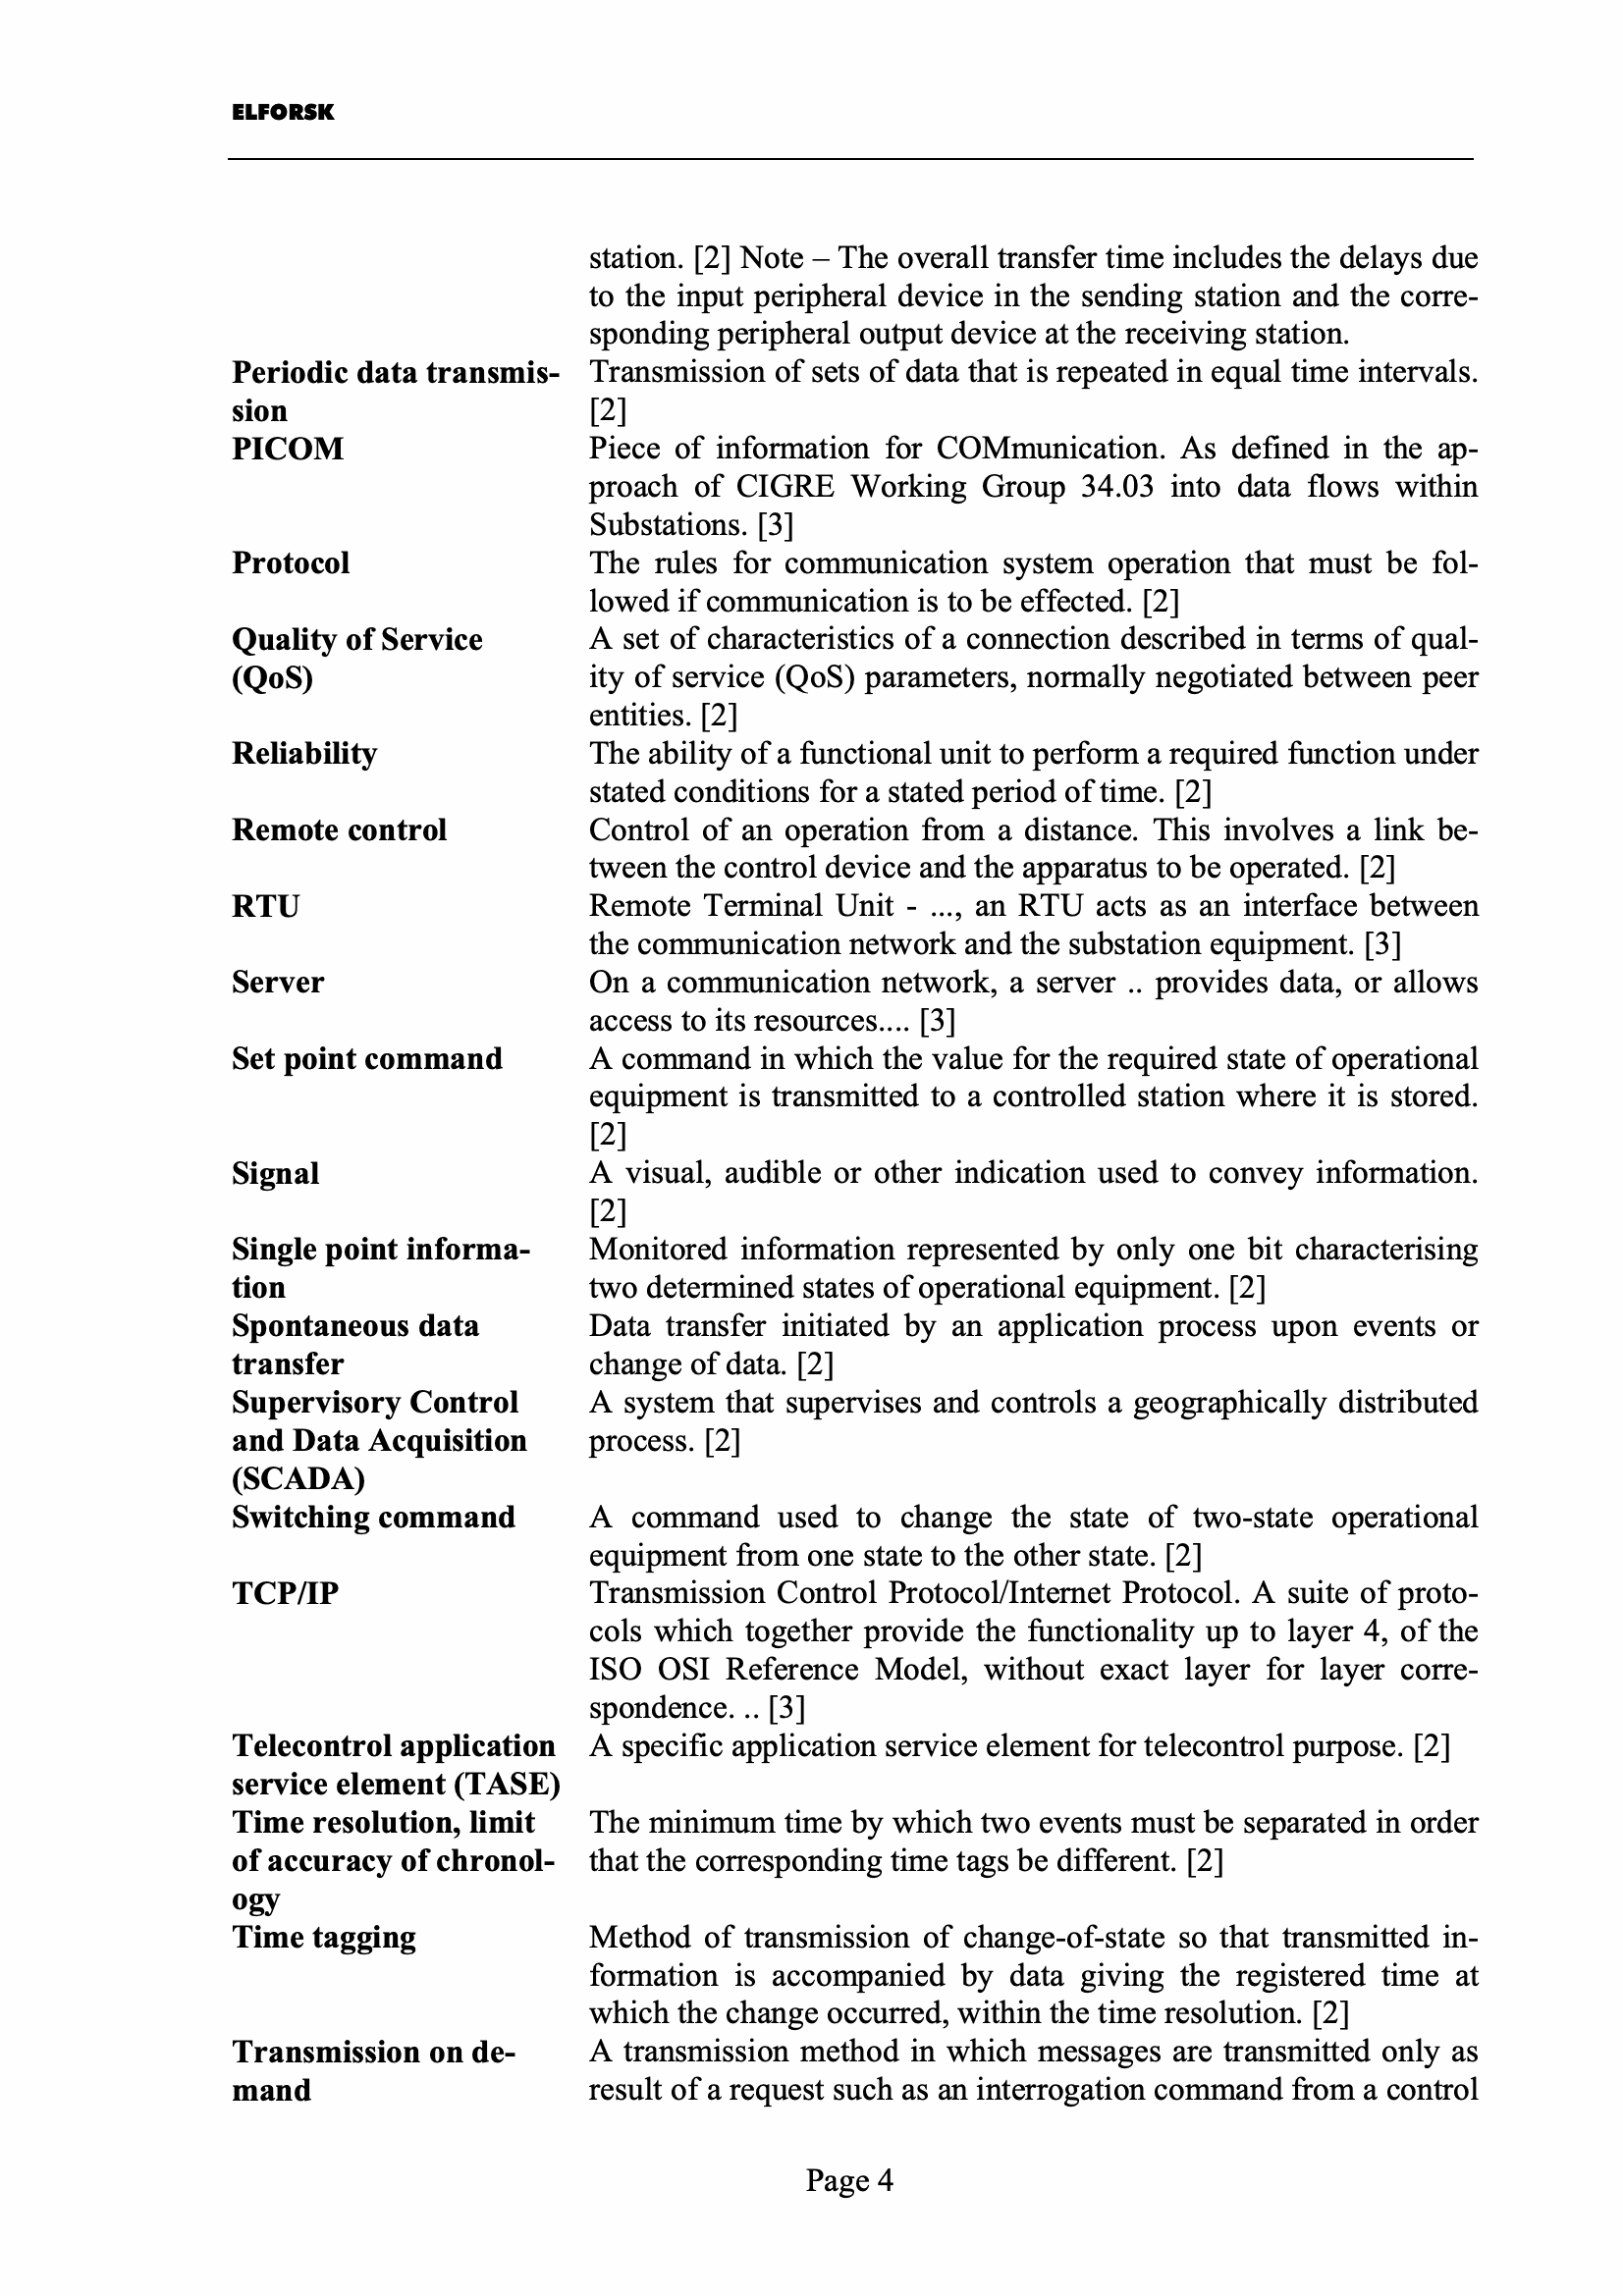 ELFORSK
station. [2] Note – The overall transfer time includes the delays due
to the input peripheral device in the sending station and the corre-
sponding peripheral output device at the receiving station.
Periodic data transmis- Transmission of sets of data that is repeated in equal time intervals.
sion [2]
PICOM Piece of information for COMmunication. As defined in the ap-
proach of CIGRE Working Group 34.03 into data flows within
Substations. [3]
Protocol The rules for communication system operation that must be fol-
lowed if communication is to be effected. [2]
Quality of Service A set of characteristics of a connection described in terms of qual-
(QoS) ity of service (QoS) parameters, normally negotiated between peer
entities. [2]
Reliability The ability of a functional unit to perform a required function under
stated conditions for a stated period of time. [2]
Remote control Control of an operation from a distance. This involves a link be-
tween the control device and the apparatus to be operated. [2]
RTU Remote Terminal Unit - ..., an RTU acts as an interface between
the communication network and the substation equipment. [3]
Server On a communication network, a server .. provides data, or allows
access to its resources.... [3]
Set point command A command in which the value for the required state of operational
equipment is transmitted to a controlled station where it is stored.
[2]
Signal A visual, audible or other indication used to convey information.
[2]
Single point informa- Monitored information represented by only one bit characterising
tion two determined states of operational equipment. [2]
Spontaneous data Data transfer initiated by an application process upon events or
transfer change of data. [2]
Supervisory Control A system that supervises and controls a geographically distributed
and Data Acquisition process. [2]
(SCADA)
Switching command A command used to change the state of two-state operational
equipment from one state to the other state. [2]
TCP/IP Transmission Control Protocol/Internet Protocol. A suite of proto-
cols which together provide the functionality up to layer 4, of the
ISO OSI Reference Model, without exact layer for layer corre-
spondence. .. [3]
Telecontrol application A specific application service element for telecontrol purpose. [2]
service element (TASE)
Time resolution, limit The minimum time by which two events must be separated in order
of accuracy of chronol- that the corresponding time tags be different. [2]
ogy
Time tagging Method of transmission of change-of-state so that transmitted in-
formation is accompanied by data giving the registered time at
which the change occurred, within the time resolution. [2]
Transmission on de- A transmission method in which messages are transmitted only as
mand result of a request such as an interrogation command from a control
Page 4